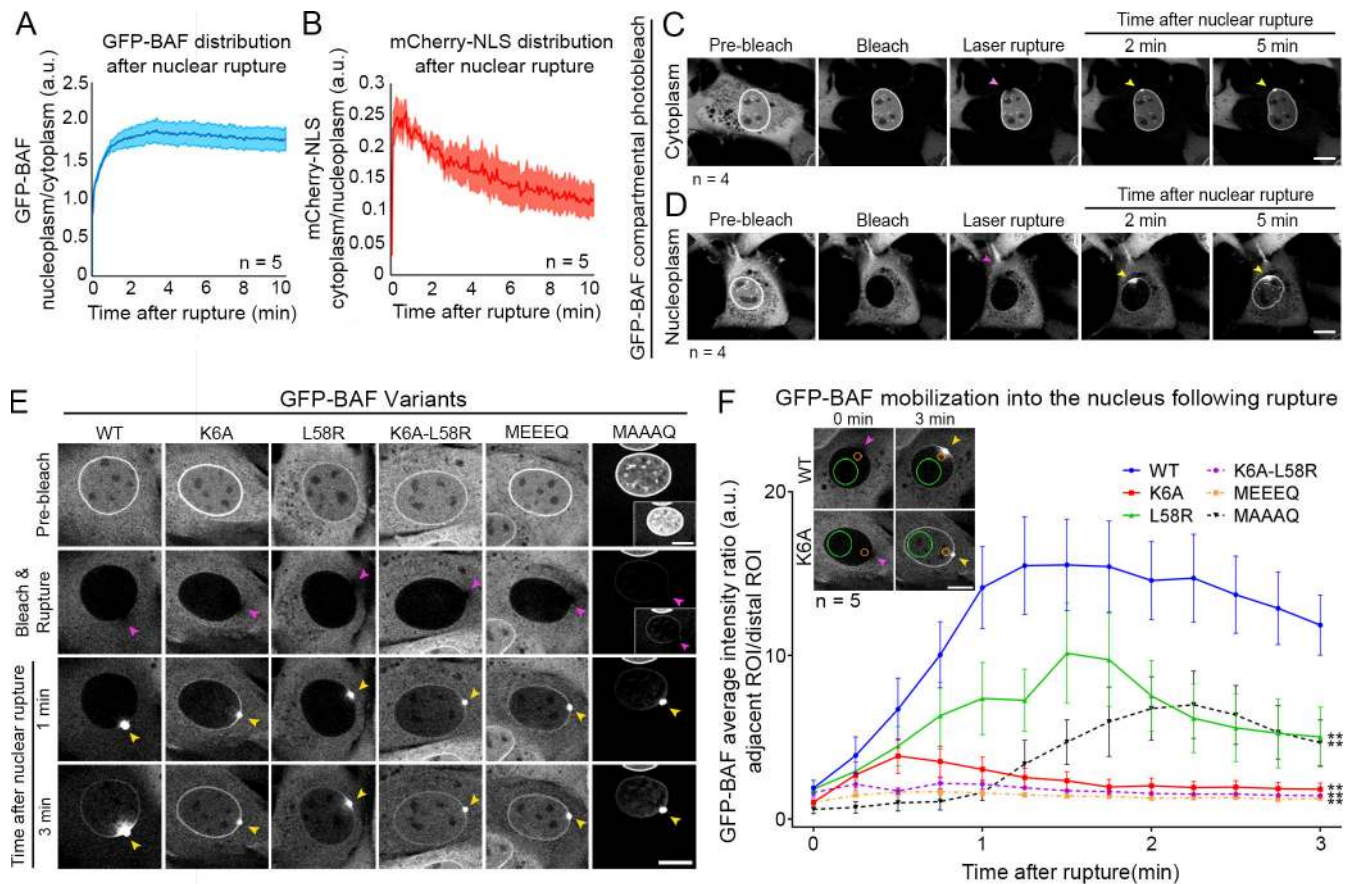 A
GFP-BAF distribution
after nuclear rupture
GFP-BAF
nucleoplasm/cytoplasm (a.u.)
2.5
2.0
1.5
1.0
0.5
0
0 2 4 6 8 10
Time after rupture (min)
n = 5
B
mCherry-NLS distribution
after nuclear rupture
mCherry-NLS
cytoplasm/nucleoplasm (a.u.)
0.3
0.25
0.2
0.15
0.1
0.05
0
0 2 4 6 8 10
Time after rupture (min)
n = 5
GFP-BAF compartmental photobleach
C
Time after nuclear rupture
Pre-bleach Bleach Laser rupture 2 min 5 min
Cytoplasm
n = 4
D
Time after nuclear rupture
Pre-bleach Bleach Laser rupture 2 min 5 min
Nucleoplasm
n = 4
E
GFP-BAF Variants
WT K6A L58R K6A-L58R MEEEQ MAAAQ
Pre-bleach
Bleach &
Rupture
Time after nuclear rupture
1 min
3 min
F
GFP-BAF mobilization into the nucleus following rupture
0 min 3 min
WT
K6A
n = 5
WT
K6A
L58R
K6A-L58R
MEEEQ
MAAAQ
GFP-BAF average intensity ratio (a.u.)
adjacent ROI/distal ROI
20
10
0
**
**
**
**
**
0 1 2 3
Time after rupture(min)